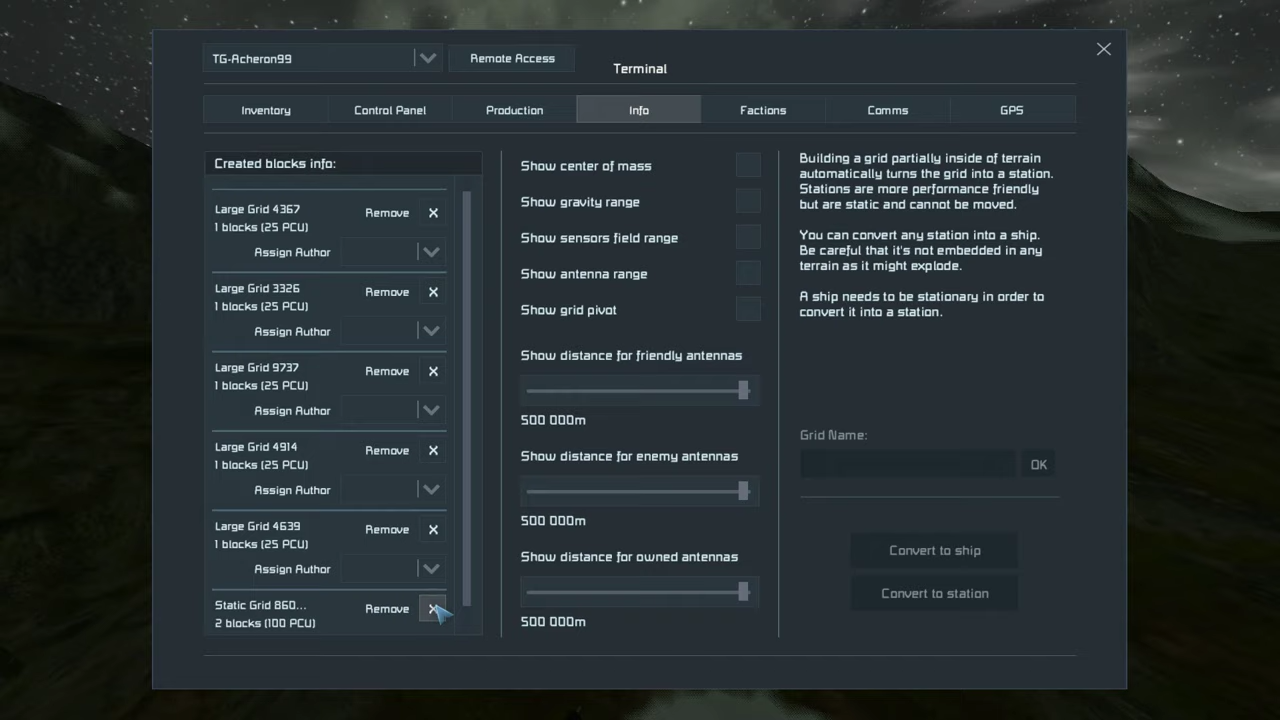 TG-Acheron99
Remote Access
Terminal
Inventory
Control Panel
Production
Info
Factions
Comms
GPS
Created blocks info:
Large Grid 4367
1 blocks (25 PCU)
Remove
Assign Author
Large Grid 3326
1 blocks (25 PCU)
Remove
Assign Author
Large Grid 9737
1 blocks (25 PCU)
Remove
Assign Author
Large Grid 4914
1 blocks (25 PCU)
Remove
Assign Author
Large Grid 4639
1 blocks (25 PCU)
Remove
Assign Author
Static Grid 860...
2 blocks (100 PCU)
Remove
Show center of mass
Show gravity range
Show sensors field range
Show antenna range
Show grid pivot
Show distance for friendly antennas
500 000m
Show distance for enemy antennas
500 000m
Show distance for owned antennas
500 000m
Building a grid partially inside of terrain
automatically turns the grid into a station.
Stations are more performance friendly
but are static and cannot be moved.
You can convert any station into a ship.
Be careful that it's not embedded in any
terrain as it might explode.
A ship needs to be stationary in order to
convert it into a station.
Grid Name:
OK
Convert to ship
Convert to station